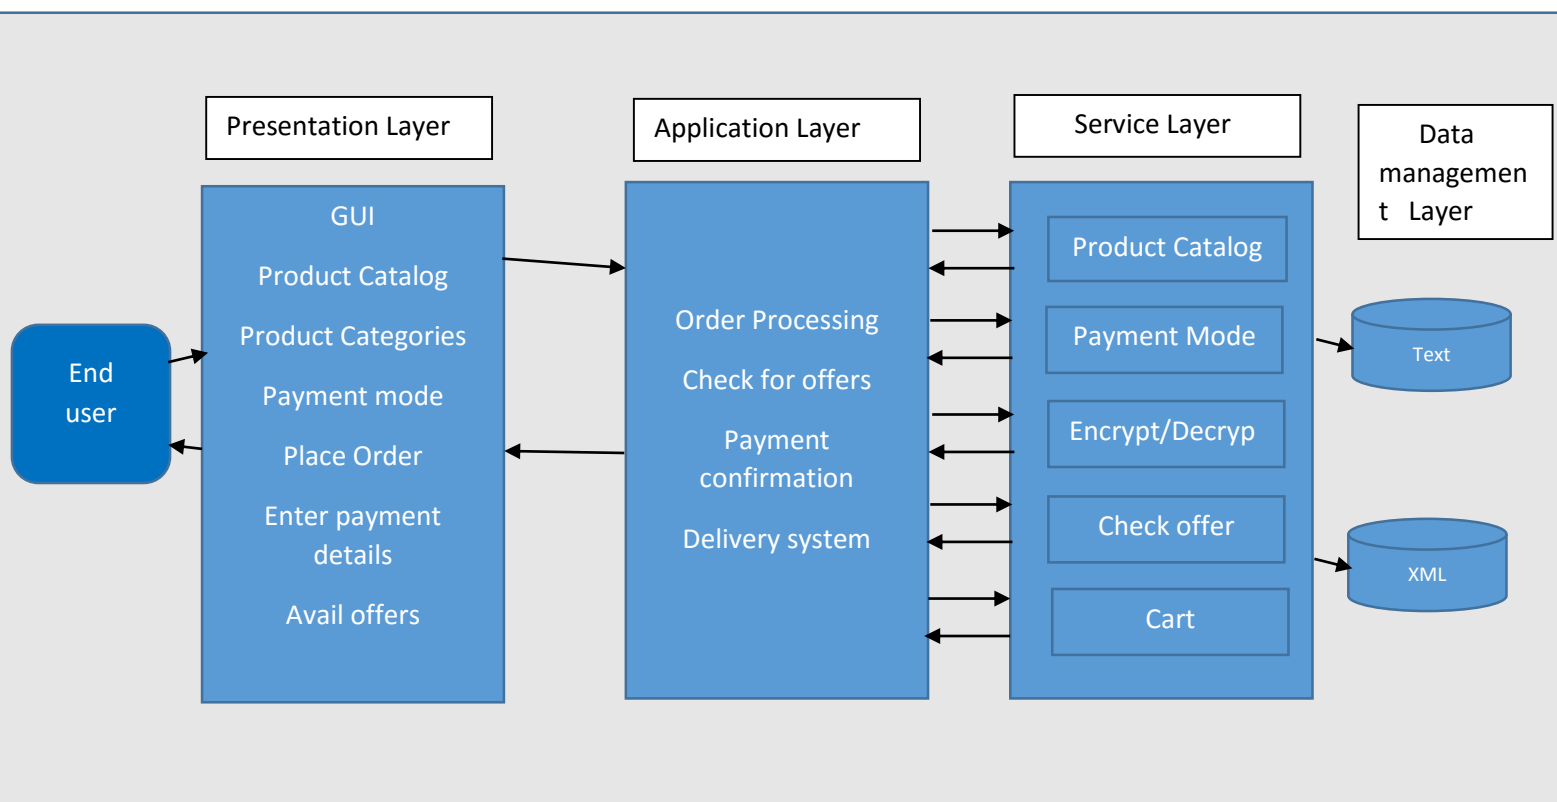 Presentation Layer
Application Layer
Service Layer
Data
managemen
t Layer
End
user
GUI
Product Catalog
Product Categories
Payment mode
Place Order
Enter payment
details
Avail offers
Order Processing
Check for offers
Payment
confirmation
Delivery system
Product Catalog
Payment Mode
Encrypt/Decryp
Check offer
Cart
Text
XML